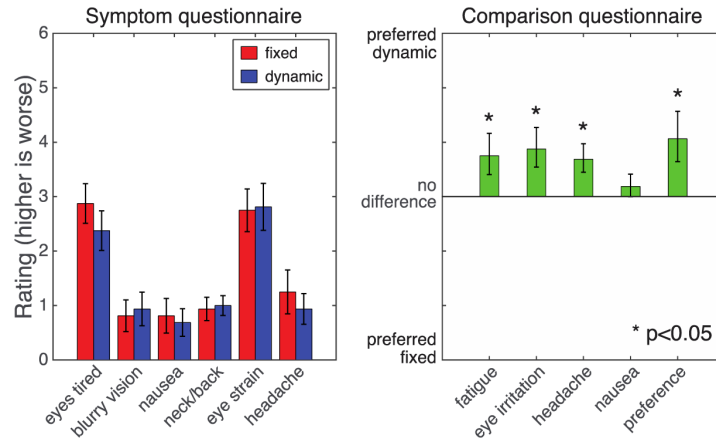 Symptom questionnaire
Rating (higher is worse)
6
5
4
3
2
1
0
fixed
dynamic
eyes tired
blurry vision
nausea
neck/back
eye strain
headache
Comparison questionnaire
preferred
dynamic
no
difference
preferred
fixed
*
*
*
*
* p<0.05
fatigue
eye irritation
headache
nausea
preference